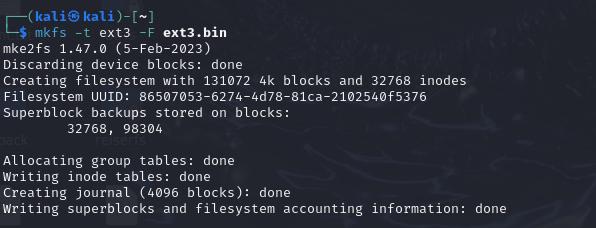 ┌──(kali㉿kali)-[~]
└─$ mkfs -t ext3 -F ext3.bin
mke2fs 1.47.0 (5-Feb-2023)
Discarding device blocks: done
Creating filesystem with 131072 4k blocks and 32768 inodes
Filesystem UUID: 86507053-6274-4d78-81ca-2102540f5376
Superblock backups stored on blocks:
        32768, 98304

Allocating group tables: done
Writing inode tables: done
Creating journal (4096 blocks): done
Writing superblocks and filesystem accounting information: done